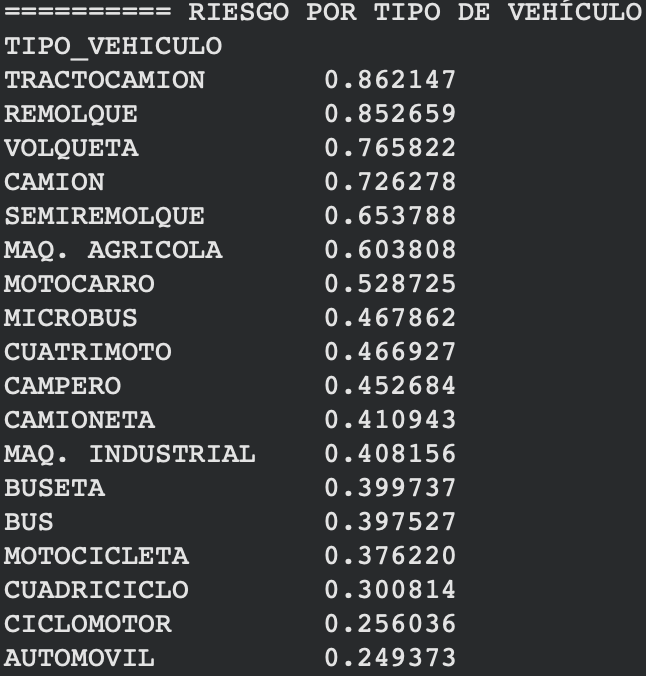 ========== RIESGO POR TIPO DE VEHÍCULO
TIPO_VEHICULO
TRACTOCAMION 0.862147
REMOLQUE 0.852659
VOLQUETA 0.765822
CAMION 0.726278
SEMIREMOLQUE 0.653788
MAQ. AGRICOLA 0.603808
MOTOCARRO 0.528725
MICROBUS 0.467862
CUATRIMOTO 0.466927
CAMPERO 0.452684
CAMIONETA 0.410943
MAQ. INDUSTRIAL 0.408156
BUSETA 0.399737
BUS 0.397527
MOTOCICLETA 0.376220
CUADRICICLO 0.300814
CICLOMOTOR 0.256036
AUTOMOVIL 0.249373